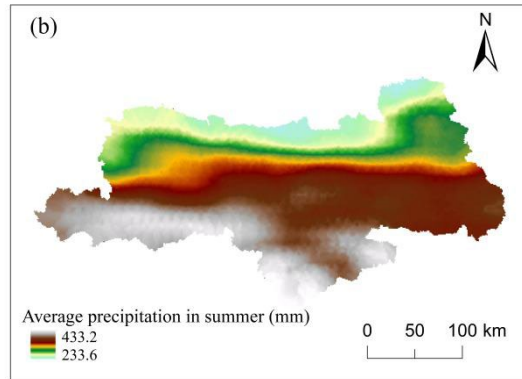 (b)
N
Average precipitation in summer (mm)
433.2
233.6
0 50 100 km